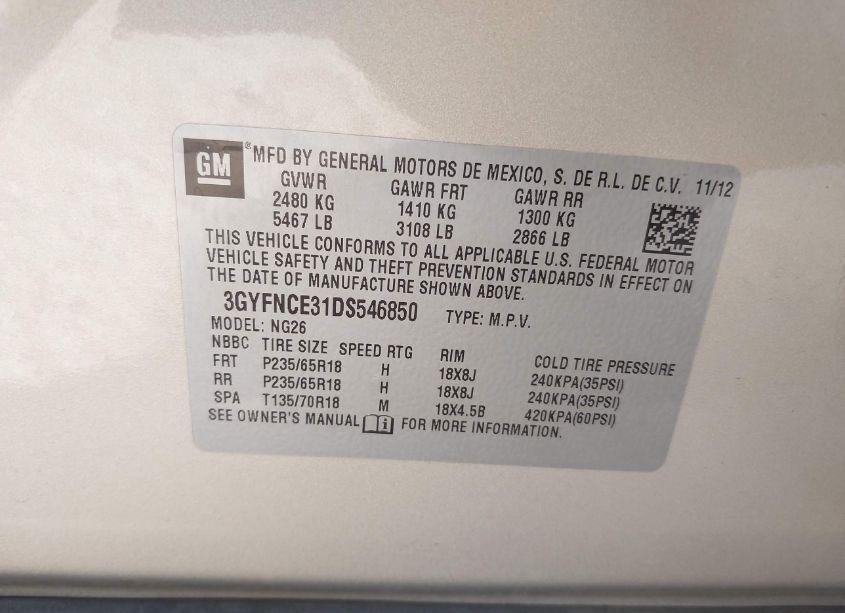 GM ® MFD BY GENERAL MOTORS DE MEXICO, S. DE R.L. DE C.V. 11/12
GVWR GAWR FRT GAWR RR
2480 KG 1410 KG 1300 KG
5467 LB 3108 LB 2866 LB
THIS VEHICLE CONFORMS TO ALL APPLICABLE U.S. FEDERAL MOTOR
VEHICLE SAFETY AND THEFT PREVENTION STANDARDS IN EFFECT ON
THE DATE OF MANUFACTURE SHOWN ABOVE.
3GYFNCE31DS546850 TYPE: M.P.V.
MODEL: NG26
NBBC TIRE SIZE SPEED RTG RIM COLD TIRE PRESSURE
FRT P235/65R18 H 18X8J 240KPA(35PSI)
RR P235/65R18 H 18X8J 240KPA(35PSI)
SPA T135/70R18 M 18X4.5B 420KPA(60PSI)
SEE OWNER'S MANUAL FOR MORE INFORMATION.